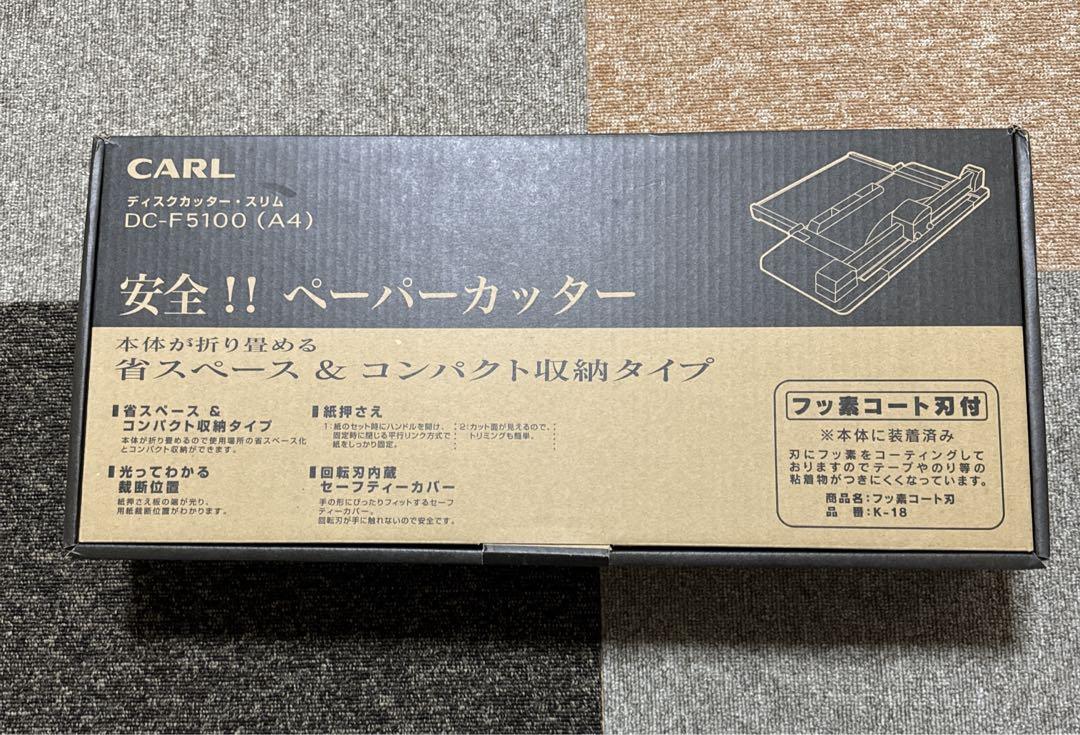 CARL
ディスクカッター・スリム
DC-F5100 (A4)
安全!! ペーパーカッター
本体が折り畳める
省スペース & コンパクト収納タイプ
省スペース &
コンパクト収納タイプ
本体が折り畳めるので使用場所の省スペース化
とコンパクト収納ができます。
光ってわかる
裁断位置
紙押さえ板の端が光り、
用紙裁断位置がわかります。
紙押さえ
1:紙のセット時にハンドルを開け、
固定時に閉じる平行リンク方式で
紙をしっかり固定。
2:カット面が見えるので、
トリミングも簡単。
回転刃内蔵
セーフティーカバー
手の形にぴったりフィットするセーフ
ティーカバー。
回転刃が手に触れないので安全です。
フッ素コート刃付
※本体に装着済み
刃にフッ素をコーティングして
おりますのでテープやのり等の
粘着物がつきにくくなっています。
商品名:フッ素コート刃
品 番:K-18